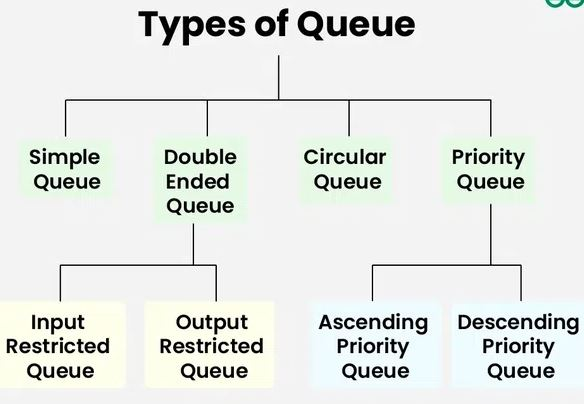 Types of Queue
Simple
Queue
Double
Ended
Queue
Circular
Queue
Priority
Queue
Input
Restricted
Queue
Output
Restricted
Queue
Ascending
Priority
Queue
Descending
Priority
Queue